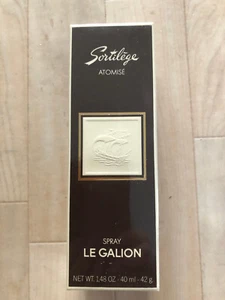 Sortilège
ATOMISÉ
SPRAY
LE GALION
NET WT. 1.48 OZ - 40 ml - 42 g.